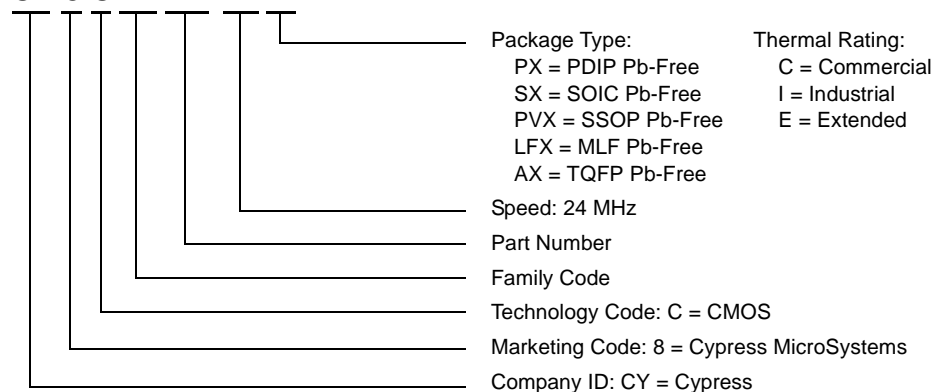 Package Type:
PX = PDIP Pb-Free
SX = SOIC Pb-Free
PVX = SSOP Pb-Free
LFX = MLF Pb-Free
AX = TQFP Pb-Free
Thermal Rating:
C = Commercial
I = Industrial
E = Extended
Speed: 24 MHz
Part Number
Family Code
Technology Code: C = CMOS
Marketing Code: 8 = Cypress MicroSystems
Company ID: CY = Cypress